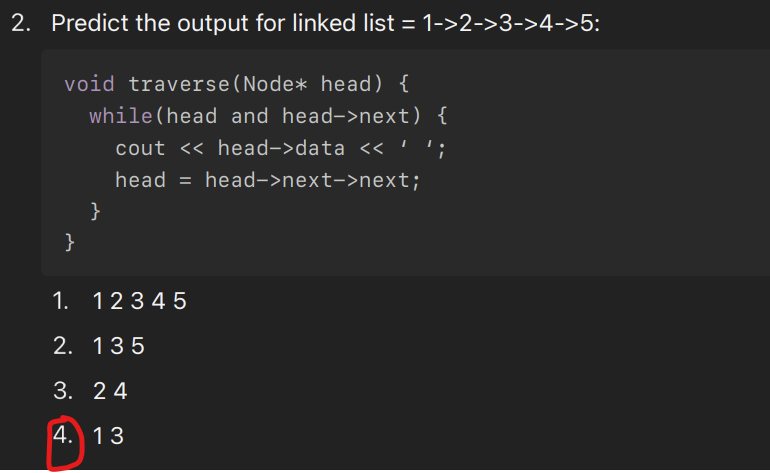 2. Predict the output for linked list = 1->2->3->4->5:
void traverse(Node* head) {
while(head and head->next) {
cout << head->data << ‘ ‘;
head = head->next->next;
}
}
1. 1 2 3 4 5
2. 1 3 5
3. 2 4
4. 1 3